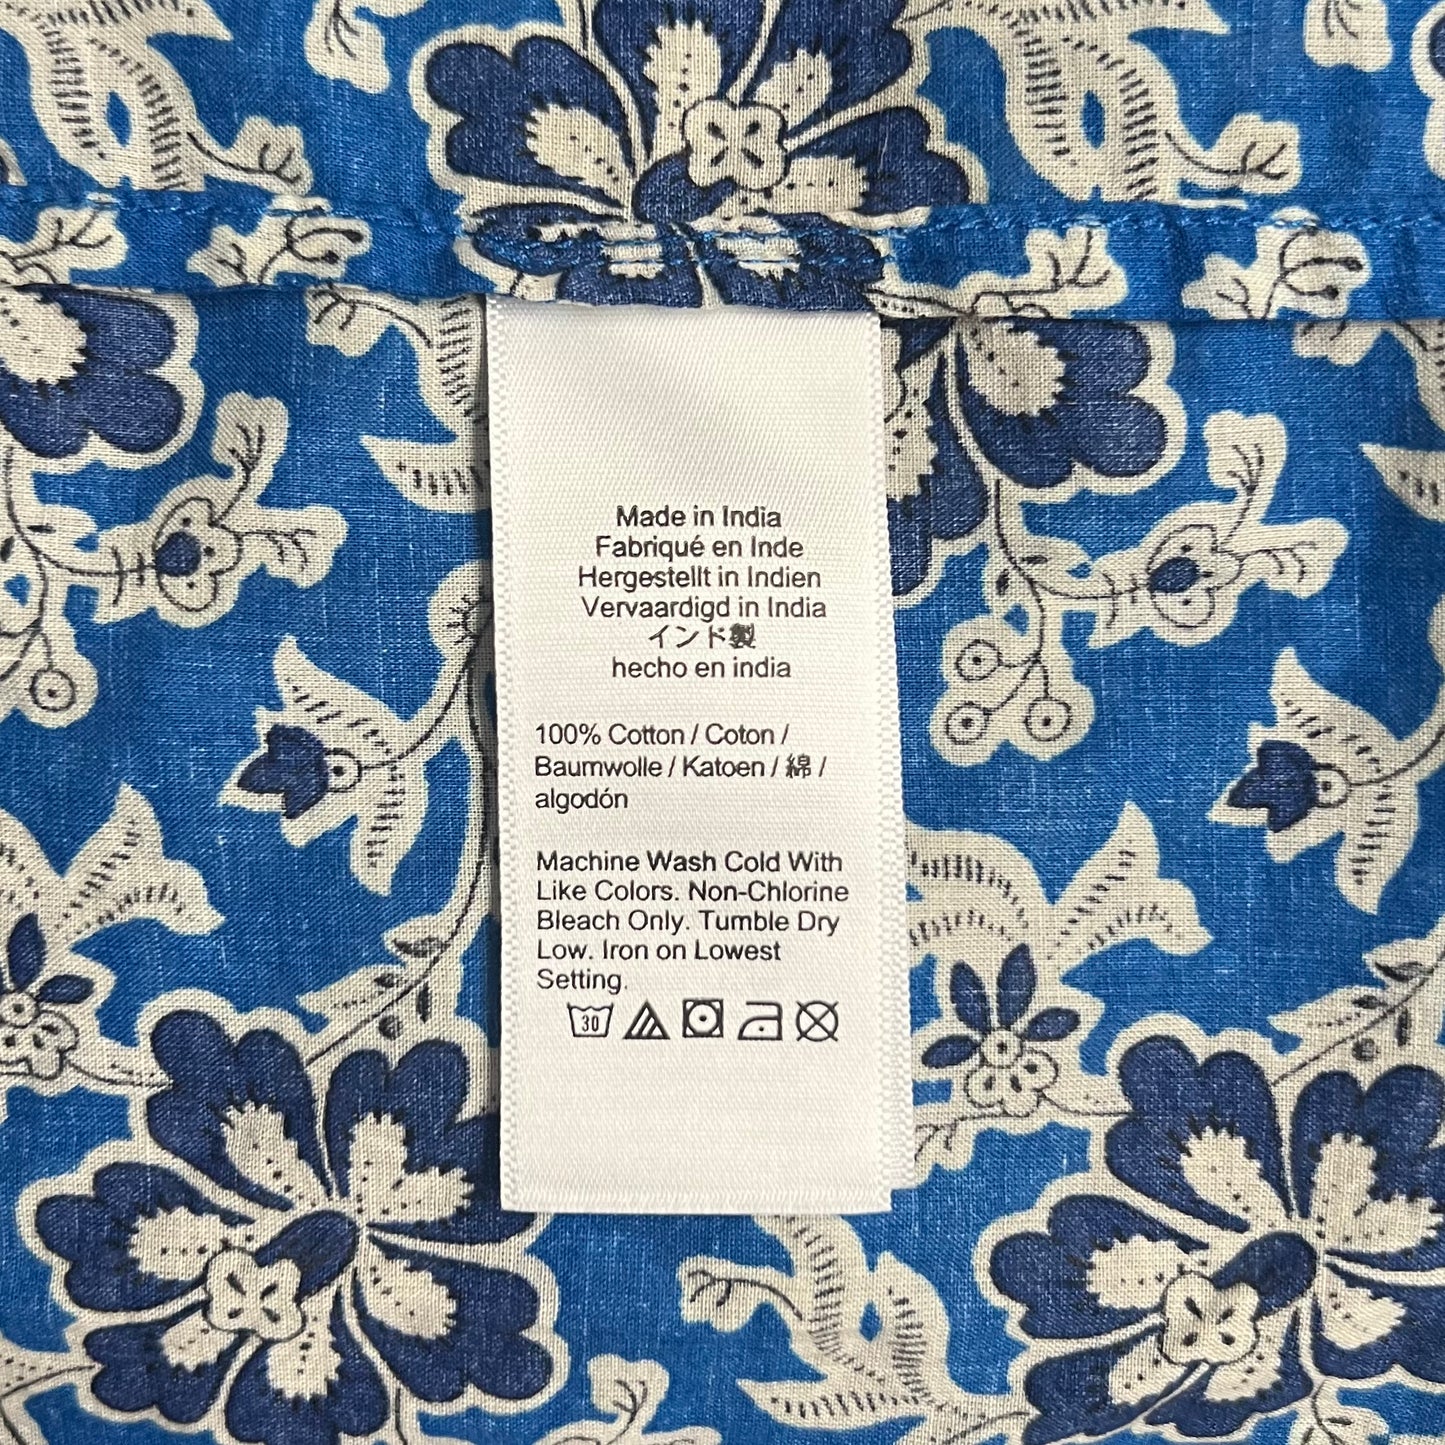 Made in India
Fabriqué en Inde
Hergestellt in Indien
Vervaardigd in India
インド製
hecho en india
100% Cotton / Coton /
Baumwolle / Katoen / 綿 /
algodón
Machine Wash Cold With
Like Colors. Non-Chlorine
Bleach Only. Tumble Dry
Low. Iron on Lowest
Setting.
30